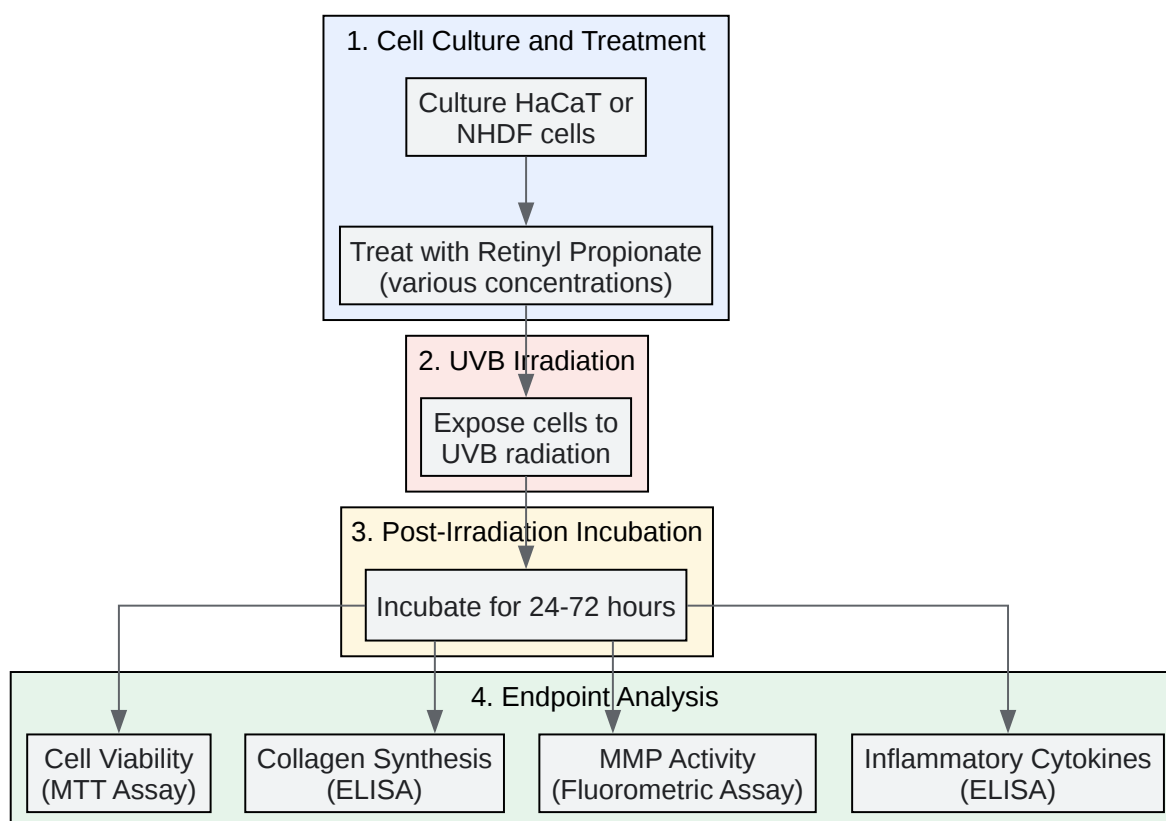 1. Cell Culture and Treatment
Culture HaCaT or
NHDF cells
Treat with Retinyl Propionate
(various concentrations)
2. UVB Irradiation
Expose cells to
UVB radiation
3. Post-Irradiation Incubation
Incubate for 24-72 hours
4. Endpoint Analysis
Cell Viability
(MTT Assay)
Collagen Synthesis
(ELISA)
MMP Activity
(Fluorometric Assay)
Inflammatory Cytokines
(ELISA)